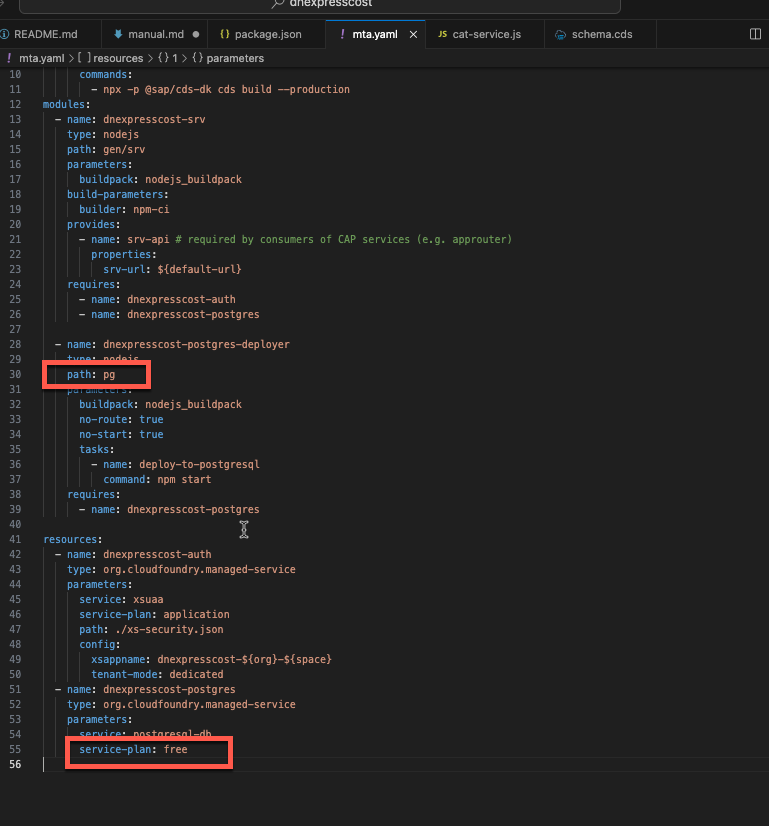 dnexpresscost
README.md
manual.md
package.json
mta.yaml
JS cat-service.js
schema.cds
! mta.yaml > [ ] resources > { } 1 > { } parameters
10 commands:
11 - npx -p @sap/cds-dk cds build --production
12 modules:
13 - name: dnexpresscost-srv
14 type: nodejs
15 path: gen/srv
16 parameters:
17 buildpack: nodejs_buildpack
18 build-parameters:
19 builder: npm-ci
20 provides:
21 - name: srv-api # required by consumers of CAP services (e.g. approuter)
22 properties:
23 srv-url: ${default-url}
24 requires:
25 - name: dnexpresscost-auth
26 - name: dnexpresscost-postgres
27
28 - name: dnexpresscost-postgres-deployer
29 type: nodejs
30 path: pg
31 parameters:
32 buildpack: nodejs_buildpack
33 no-route: true
34 no-start: true
35 tasks:
36 - name: deploy-to-postgresql
37 command: npm start
38 requires:
39 - name: dnexpresscost-postgres
40
41 resources:
42 - name: dnexpresscost-auth
43 type: org.cloudfoundry.managed-service
44 parameters:
45 service: xsuaa
46 service-plan: application
47 path: ./xs-security.json
48 config:
49 xsappname: dnexpresscost-${org}-${space}
50 tenant-mode: dedicated
51 - name: dnexpresscost-postgres
52 type: org.cloudfoundry.managed-service
53 parameters:
54 service: postgresql-db
55 service-plan: free
56